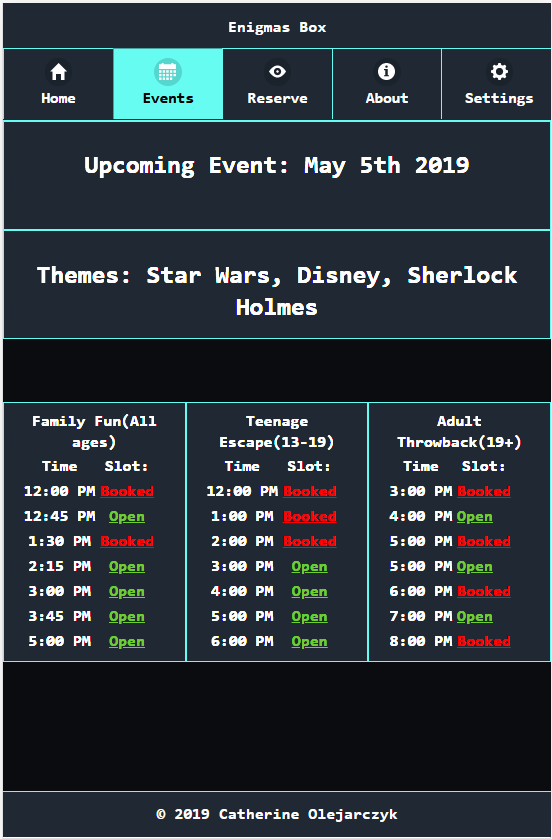 Enigmas Box
Home Events Reserve About Settings
Upcoming Event: May 5th 2019
Themes: Star Wars, Disney, Sherlock
Holmes
Family Fun(All
ages)
Time Slot:
12:00 PM Booked
12:45 PM Open
1:30 PM Booked
2:15 PM Open
3:00 PM Open
3:45 PM Open
5:00 PM Open
Teenage
Escape(13-19)
Time Slot:
12:00 PM Booked
1:00 PM Booked
2:00 PM Booked
3:00 PM Open
4:00 PM Open
5:00 PM Open
6:00 PM Open
Adult
Throwback(19+)
Time Slot:
3:00 PM Booked
4:00 PM Open
5:00 PM Booked
5:00 PM Open
6:00 PM Booked
7:00 PM Open
8:00 PM Booked
© 2019 Catherine Olejarczyk